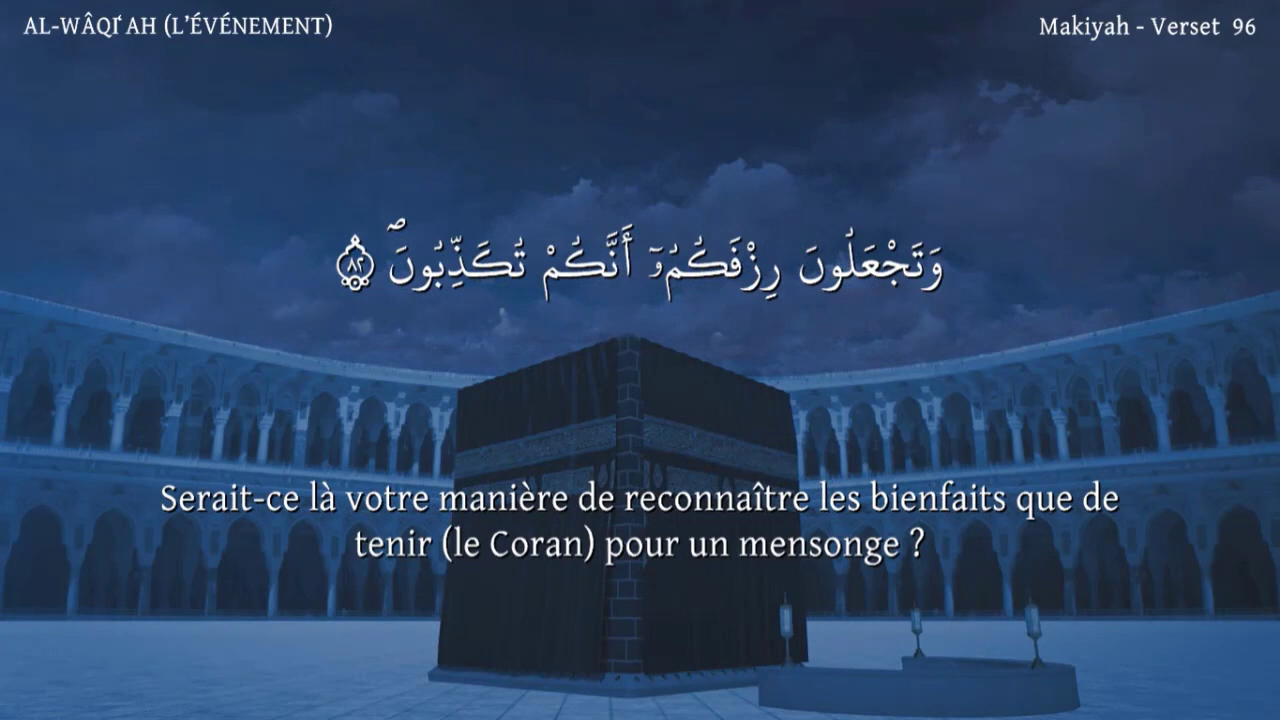 AL-WÂQI'AH (L'ÉVÉNEMENT)
Makiyah - Verset 96
وَتَجْعَلُونَ رِزْقَكُمُۥٓ أَنَّكُمْ تُكَذِّبُونَۖ ٨٢
Serait-ce là votre manière de reconnaître les bienfaits que de
tenir (le Coran) pour un mensonge ?